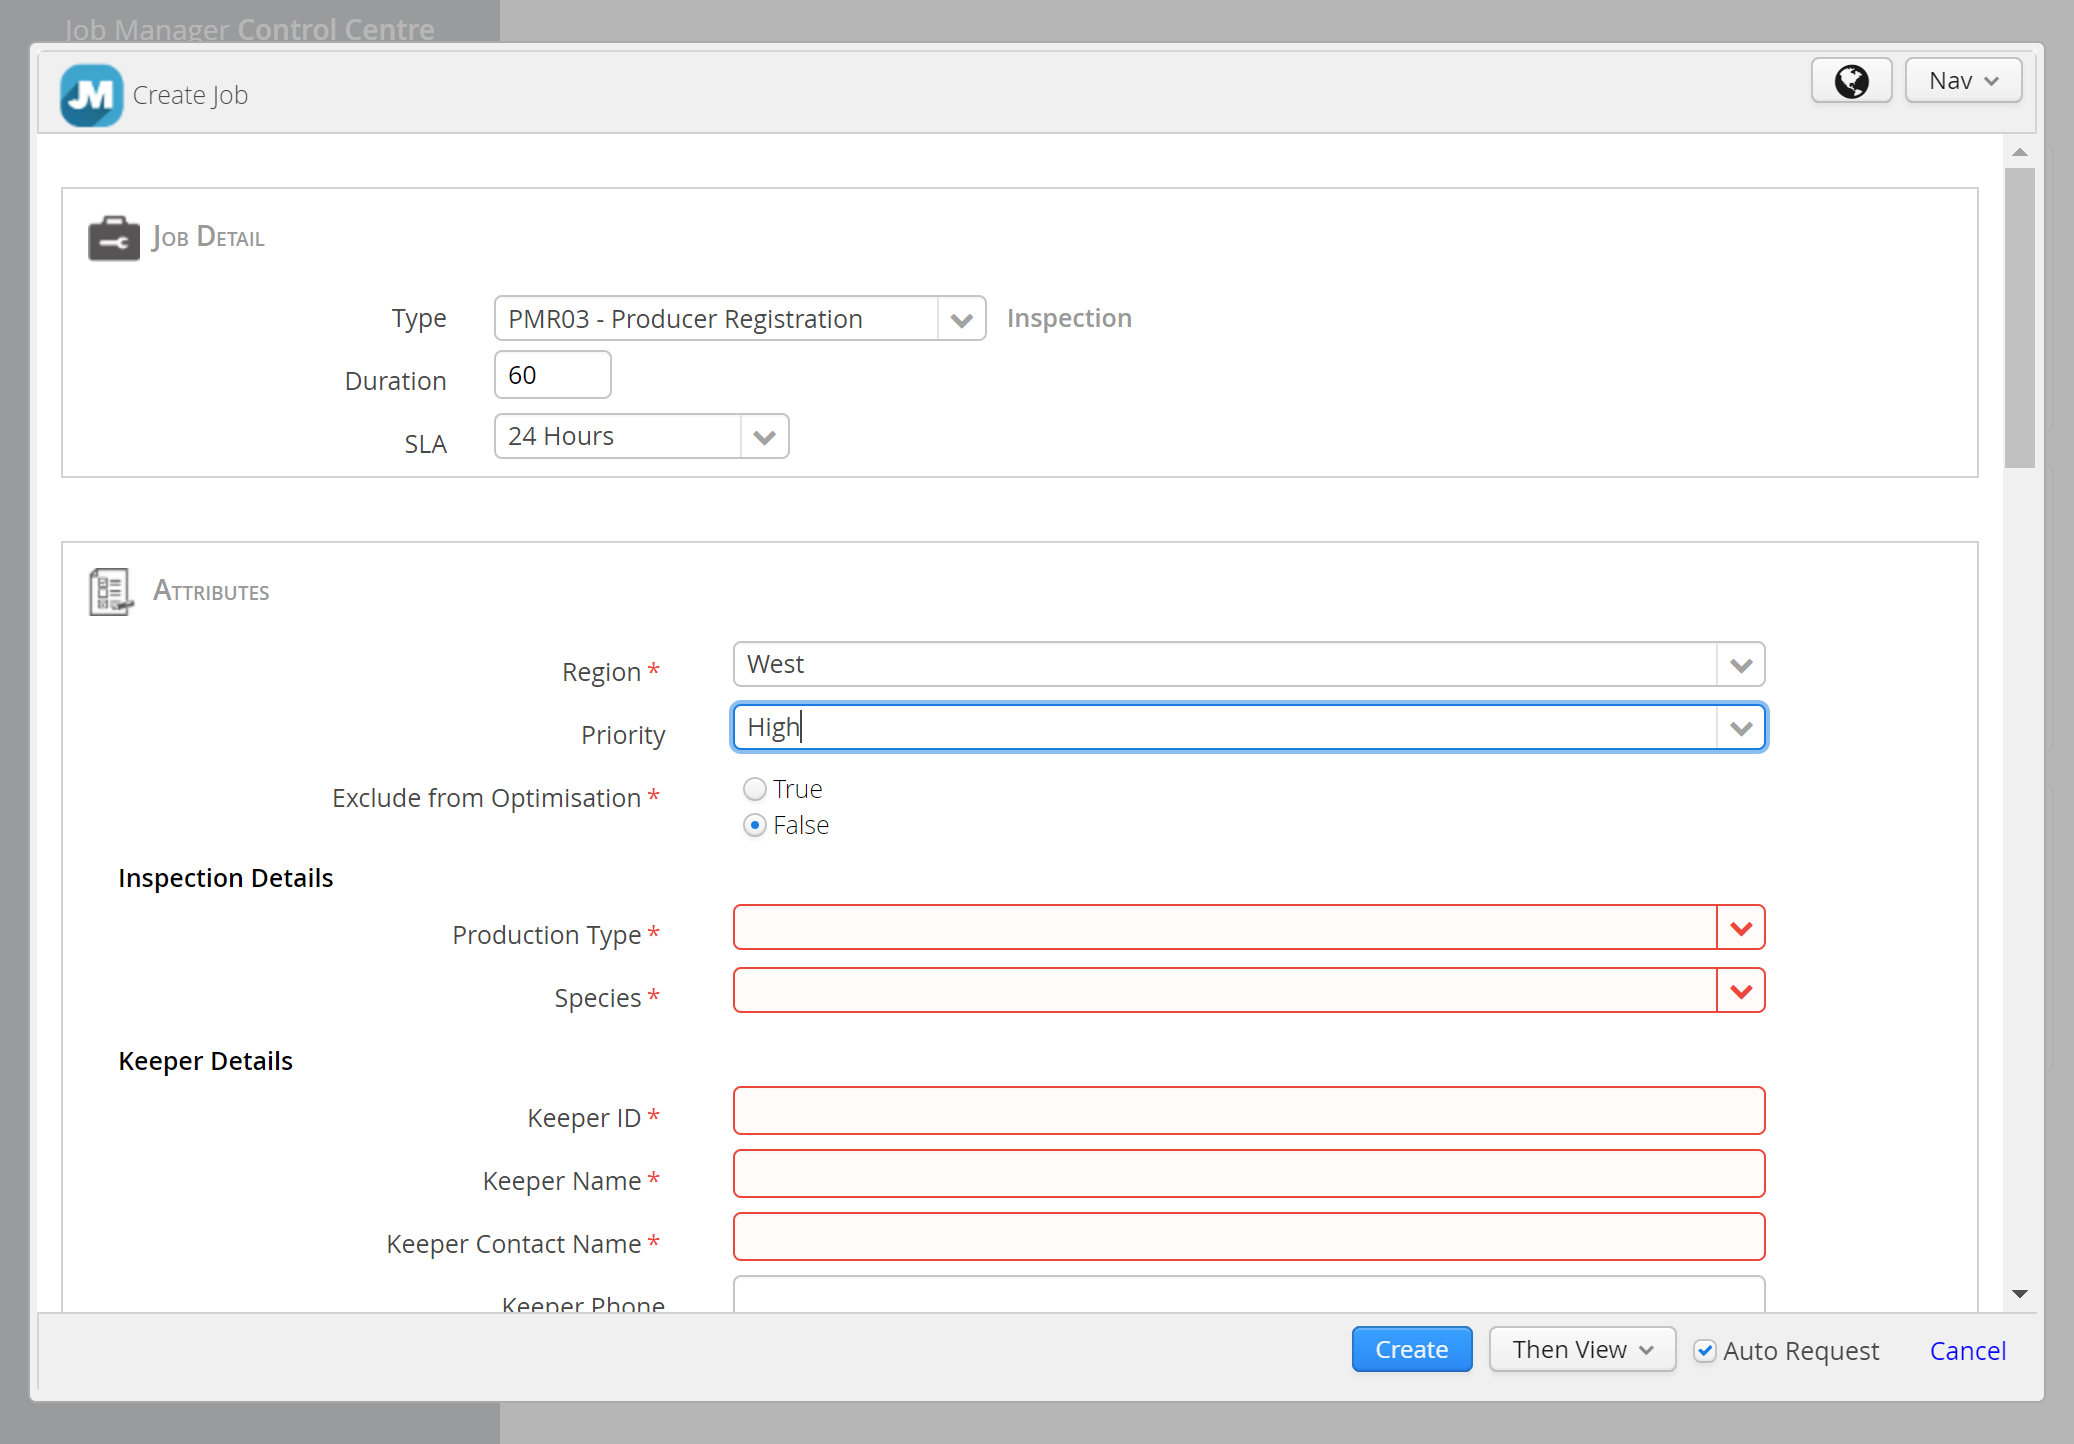 Job Manager Control Centre
JM Create Job
Nav
Job Detail
Type PMR03 - Producer Registration Inspection
Duration 60
SLA 24 Hours
Attributes
Region * West
Priority High
Exclude from Optimisation * True
False
Inspection Details
Production Type *
Species *
Keeper Details
Keeper ID *
Keeper Name *
Keeper Contact Name *
Keeper Phone
Create Then View Auto Request Cancel